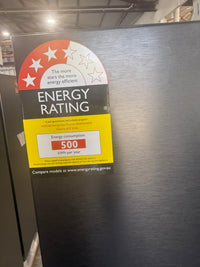 The more
stars the more
energy efficient
ENERGY
RATING
Energy consumption
500
kWh per year
Compare models at www.energyrating.gov.au